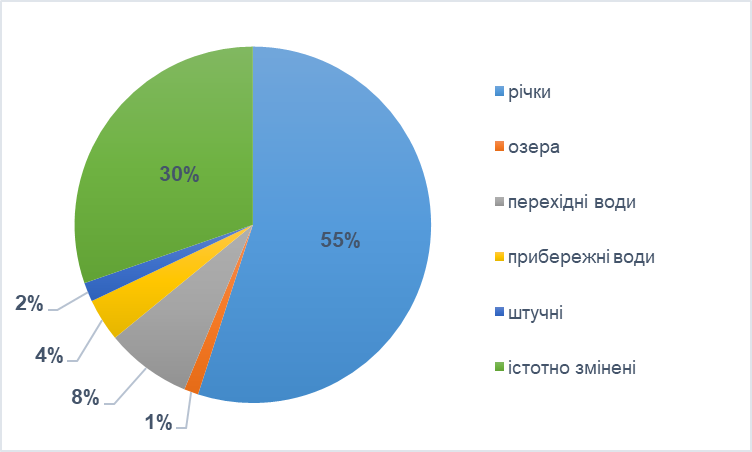 30%
55%
2%
4%
8%
1%
річки
озера
перехідні води
прибережні води
штучні
істотно змінені